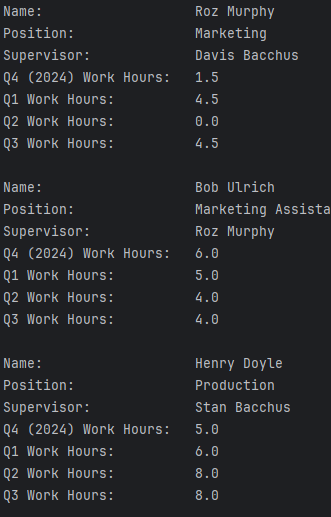 Name: Roz Murphy
Position: Marketing
Supervisor: Davis Bacchus
Q4 (2024) Work Hours: 1.5
Q1 Work Hours: 4.5
Q2 Work Hours: 0.0
Q3 Work Hours: 4.5
Name: Bob Ulrich
Position: Marketing Assista
Supervisor: Roz Murphy
Q4 (2024) Work Hours: 6.0
Q1 Work Hours: 5.0
Q2 Work Hours: 4.0
Q3 Work Hours: 4.0
Name: Henry Doyle
Position: Production
Supervisor: Stan Bacchus
Q4 (2024) Work Hours: 5.0
Q1 Work Hours: 6.0
Q2 Work Hours: 8.0
Q3 Work Hours: 8.0